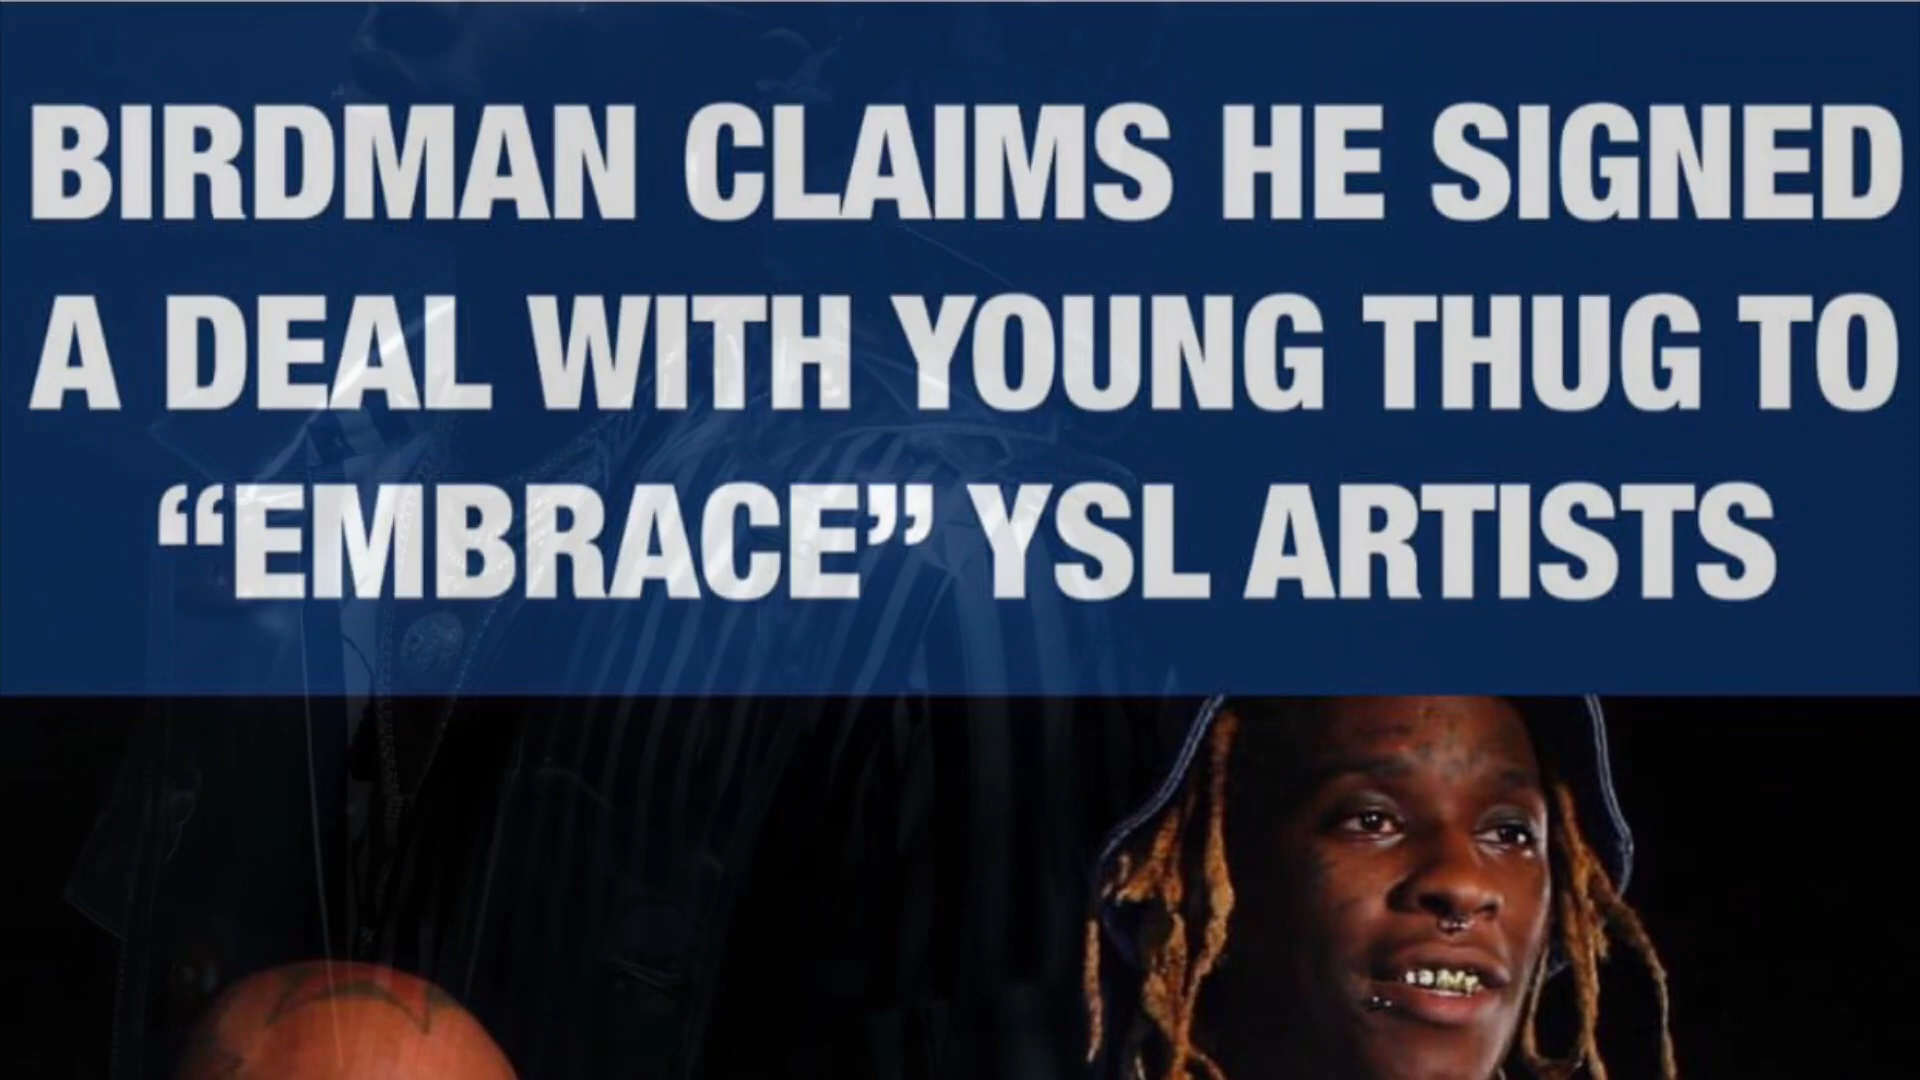 BIRDMAN CLAIMS HE SIGNED
A DEAL WITH YOUNG THUG TO
“EMBRACE” YSL ARTISTS